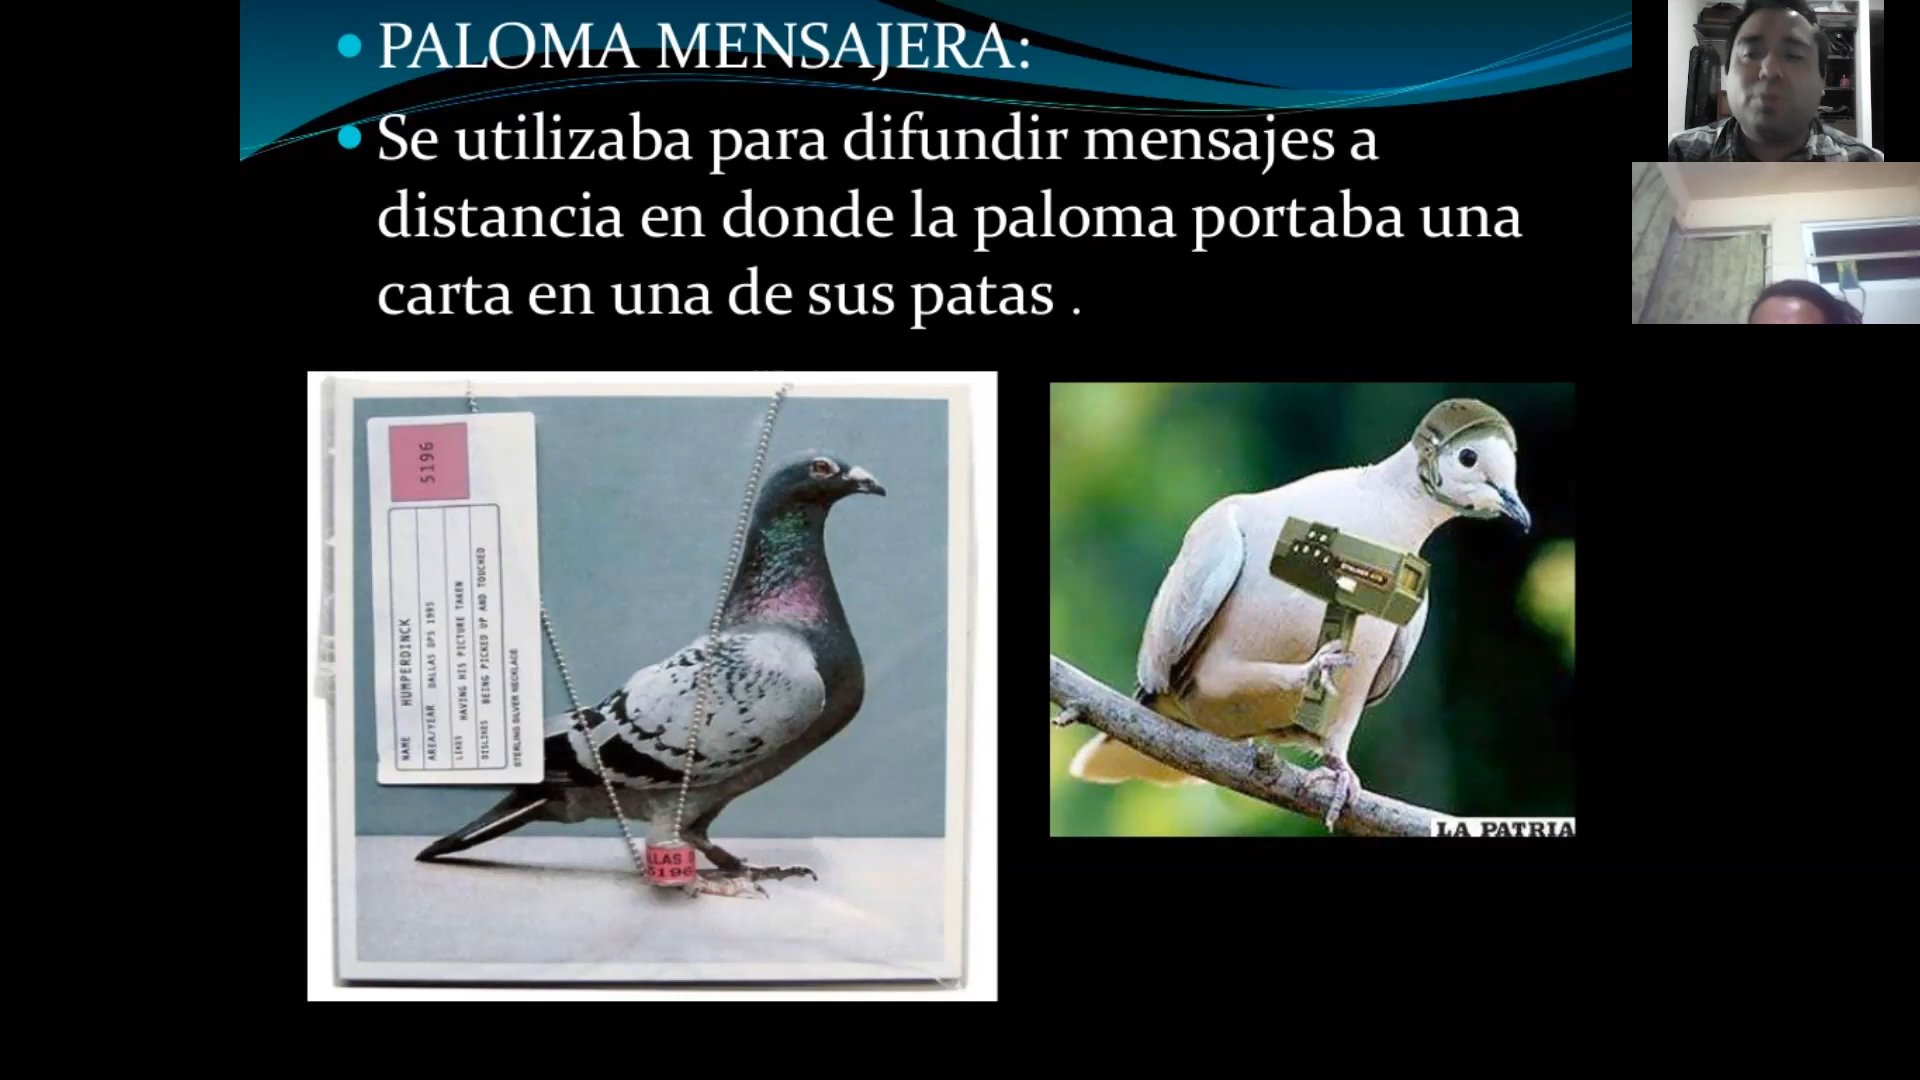 PALOMA MENSAJERA:
Se utilizaba para difundir mensajes a
distancia en donde la paloma portaba una
carta en una de sus patas .
5196
NAME HUMPERDINCK
AREA/YEAR DALLAS DPS 1995
LIKES HAVING HIS PICTURE TAKEN
DISLIKES BEING PICKED UP AND TOUCHED
STERLING SILVER NECKLACE
LLAS D
5196
LA PATRIA